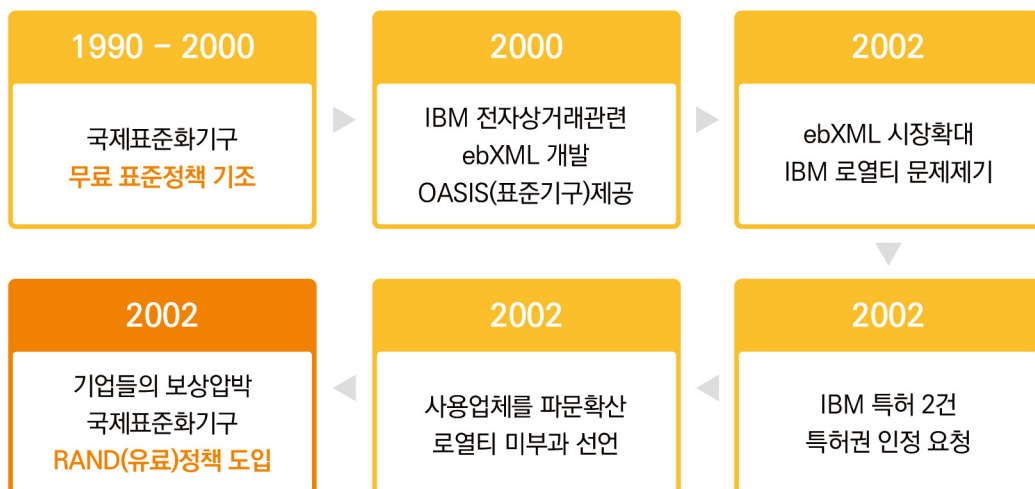 1990 - 2000
국제표준화기구
무료 표준정책 기조
2000
IBM 전자상거래관련
ebXML 개발
OASIS(표준기구)제공
2002
ebXML 시장확대
IBM 로열티 문제제기
2002
IBM 특허 2건
특허권 인정 요청
2002
사용업체를 파문확산
로열티 미부과 선언
2002
기업들의 보상압박
국제표준화기구
RAND(유료)정책 도입